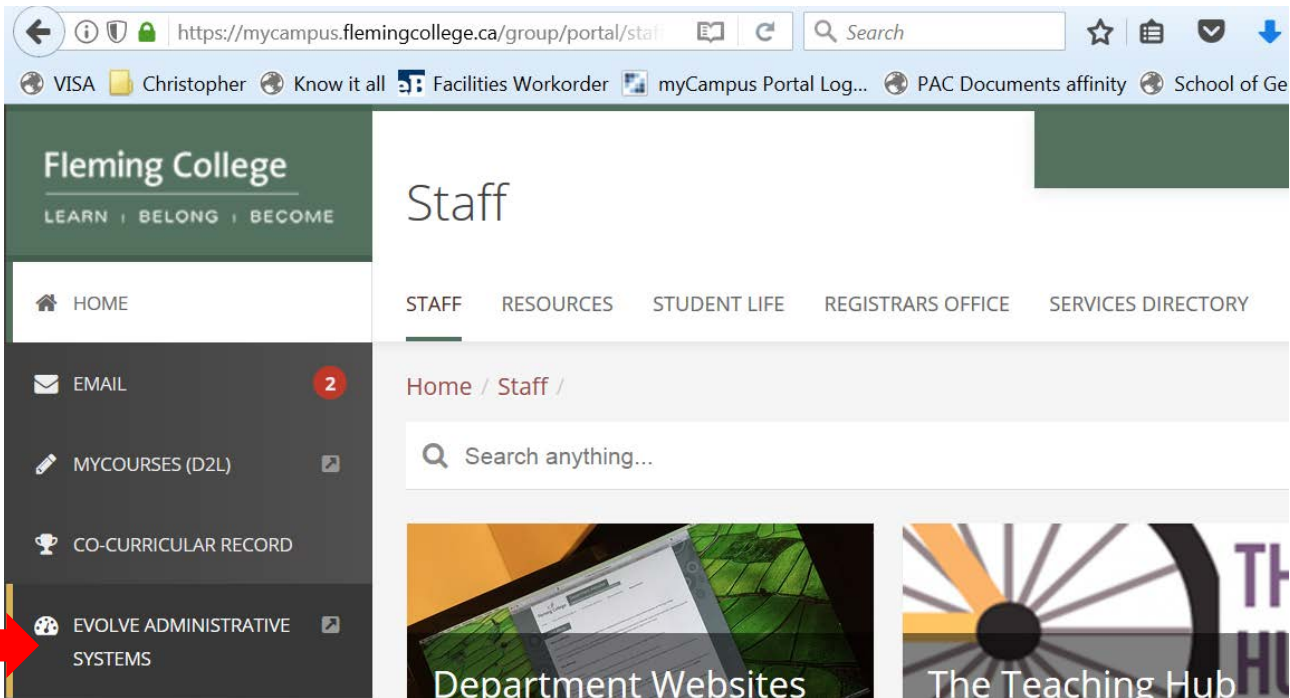 https://mycampus.flemingcollege.ca/group/portal/staf
Search
VISA Christopher Know it all Facilities Workorder myCampus Portal Log... PAC Documents affinity School of Ge
Fleming College
LEARN | BELONG | BECOME
Staff
HOME
STAFF RESOURCES STUDENT LIFE REGISTRARS OFFICE SERVICES DIRECTORY
EMAIL 2
Home / Staff /
MYCOURSES (D2L)
Search anything...
CO-CURRICULAR RECORD
EVOLVE ADMINISTRATIVE
SYSTEMS
Department Websites
The Teaching Hub
TH
HU